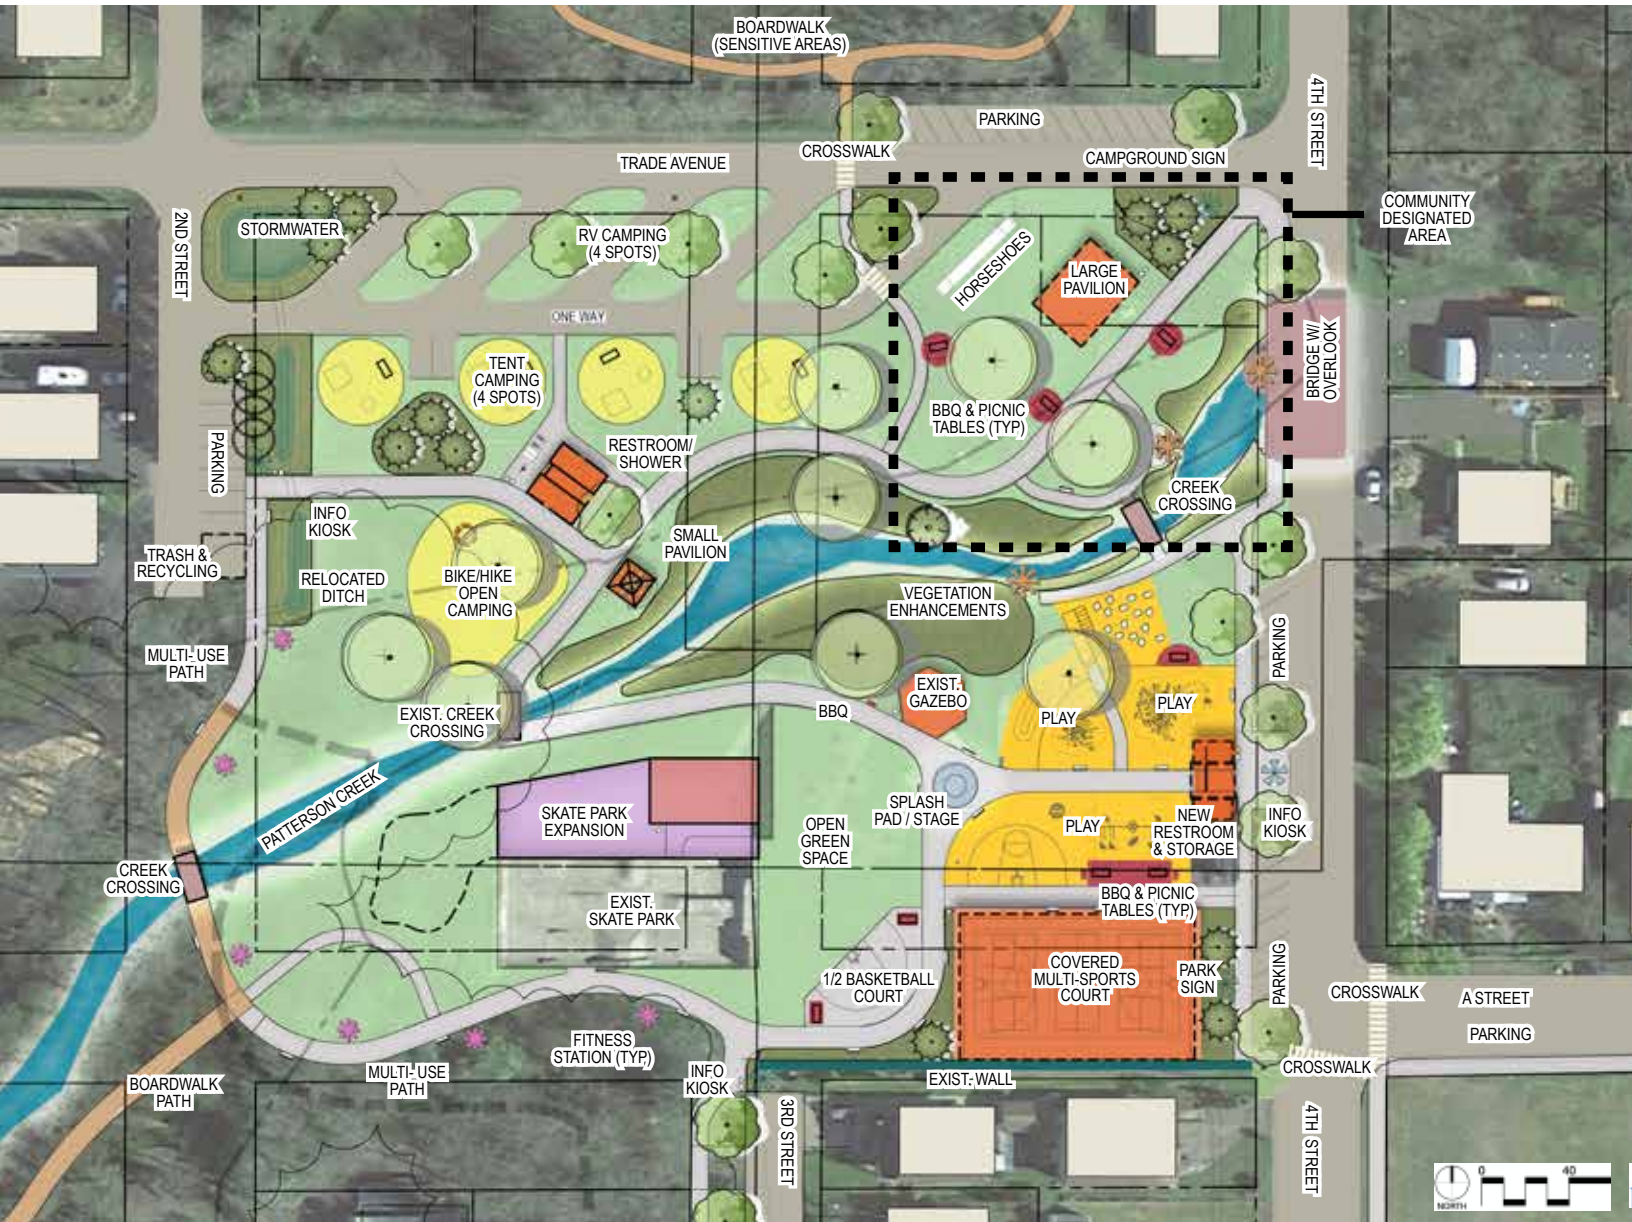 BOARDWALK
(SENSITIVE AREAS)
4TH STREET
PARKING
CROSSWALK
TRADE AVENUE
CAMPGROUND SIGN
COMMUNITY
DESIGNATED
AREA
2ND STREET
STORMWATER
RV CAMPING
(4 SPOTS)
HORSESHOES
LARGE
PAVILION
ONE WAY
BRIDGE W/
OVERLOOK
TENT
CAMPING
(4 SPOTS)
BBQ & PICNIC
TABLES (TYP)
PARKING
RESTROOM/
SHOWER
CREEK
CROSSING
INFO
KIOSK
SMALL
PAVILION
TRASH &
RECYCLING
RELOCATED
DITCH
BIKE/HIKE
OPEN
CAMPING
VEGETATION
ENHANCEMENTS
PARKING
MULTI-USE
PATH
EXIST.
GAZEBO
EXIST. CREEK
CROSSING
BBQ
PLAY
PLAY
PATTERSON CREEK
SKATE PARK
EXPANSION
OPEN
GREEN
SPACE
SPLASH
PAD / STAGE
PLAY
NEW
RESTROOM
& STORAGE
INFO
KIOSK
CREEK
CROSSING
EXIST.
SKATE PARK
BBQ & PICNIC
TABLES (TYP)
1/2 BASKETBALL
COURT
COVERED
MULTI-SPORTS
COURT
PARK
SIGN
PARKING
CROSSWALK
A STREET
PARKING
FITNESS
STATION (TYP)
MULTI-USE
PATH
BOARDWALK
PATH
INFO
KIOSK
EXIST. WALL
CROSSWALK
3RD STREET
4TH STREET
NORTH
0 40